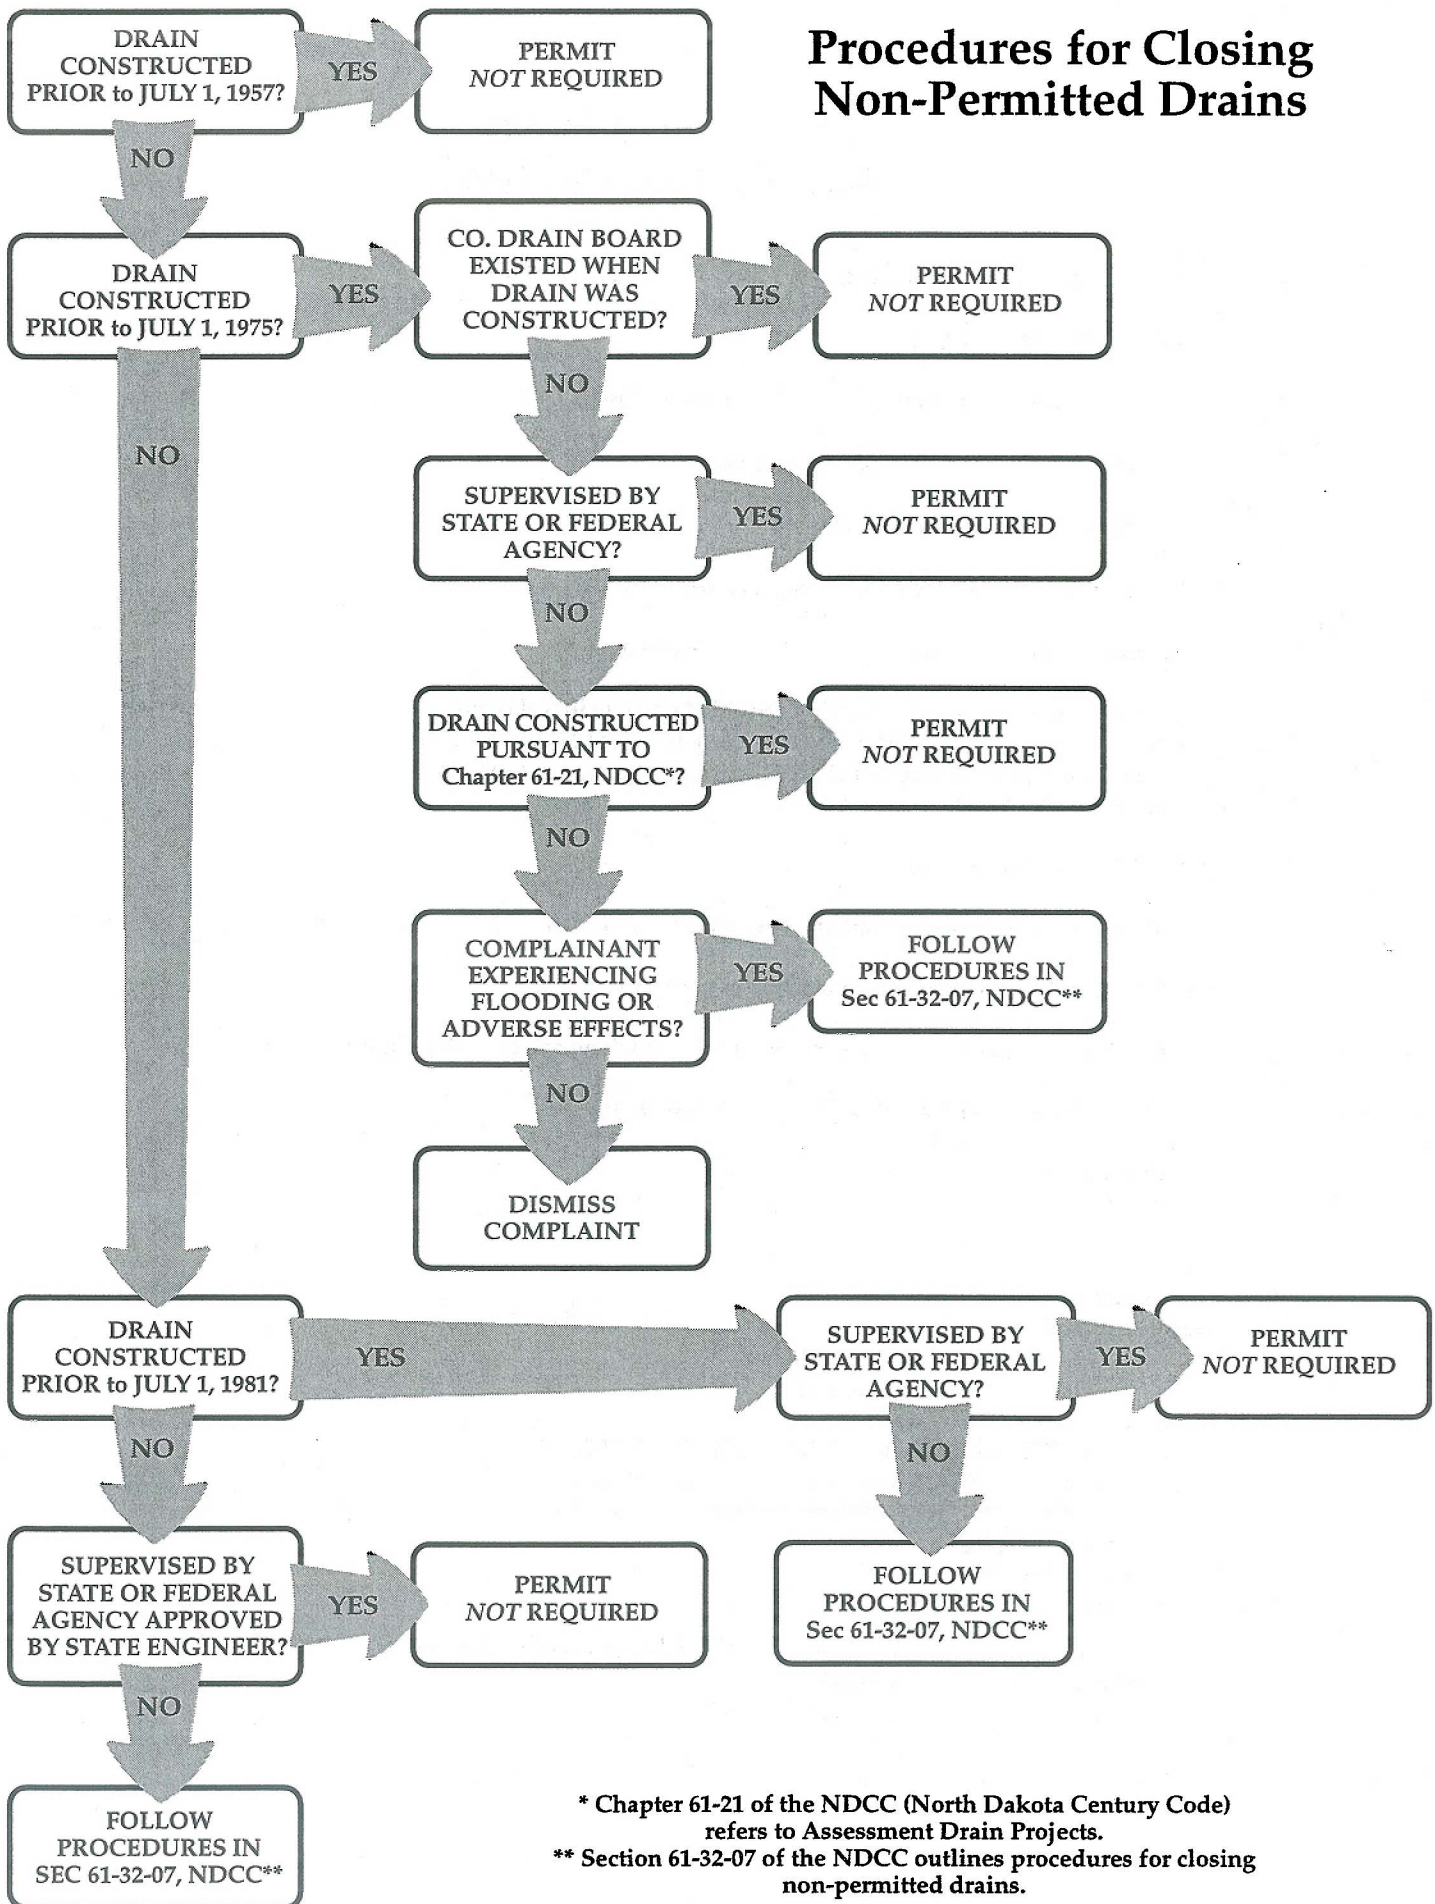 Procedures for Closing
Non-Permitted Drains
DRAIN
CONSTRUCTED
PRIOR to JULY 1, 1957?
YES
PERMIT
NOT REQUIRED
NO
DRAIN
CONSTRUCTED
PRIOR to JULY 1, 1975?
YES
CO. DRAIN BOARD
EXISTED WHEN
DRAIN WAS
CONSTRUCTED?
YES
PERMIT
NOT REQUIRED
NO
NO
SUPERVISED BY
STATE OR FEDERAL
AGENCY?
YES
PERMIT
NOT REQUIRED
NO
DRAIN CONSTRUCTED
PURSUANT TO
Chapter 61-21, NDCC*?
YES
PERMIT
NOT REQUIRED
NO
COMPLAINANT
EXPERIENCING
FLOODING OR
ADVERSE EFFECTS?
YES
FOLLOW
PROCEDURES IN
Sec 61-32-07, NDCC**
NO
DISMISS
COMPLAINT
DRAIN
CONSTRUCTED
PRIOR to JULY 1, 1981?
YES
SUPERVISED BY
STATE OR FEDERAL
AGENCY?
YES
PERMIT
NOT REQUIRED
NO
NO
FOLLOW
PROCEDURES IN
Sec 61-32-07, NDCC**
SUPERVISED BY
STATE OR FEDERAL
AGENCY APPROVED
BY STATE ENGINEER?
YES
PERMIT
NOT REQUIRED
NO
FOLLOW
PROCEDURES IN
SEC 61-32-07, NDCC**
* Chapter 61-21 of the NDCC (North Dakota Century Code)
refers to Assessment Drain Projects.
** Section 61-32-07 of the NDCC outlines procedures for closing
non-permitted drains.